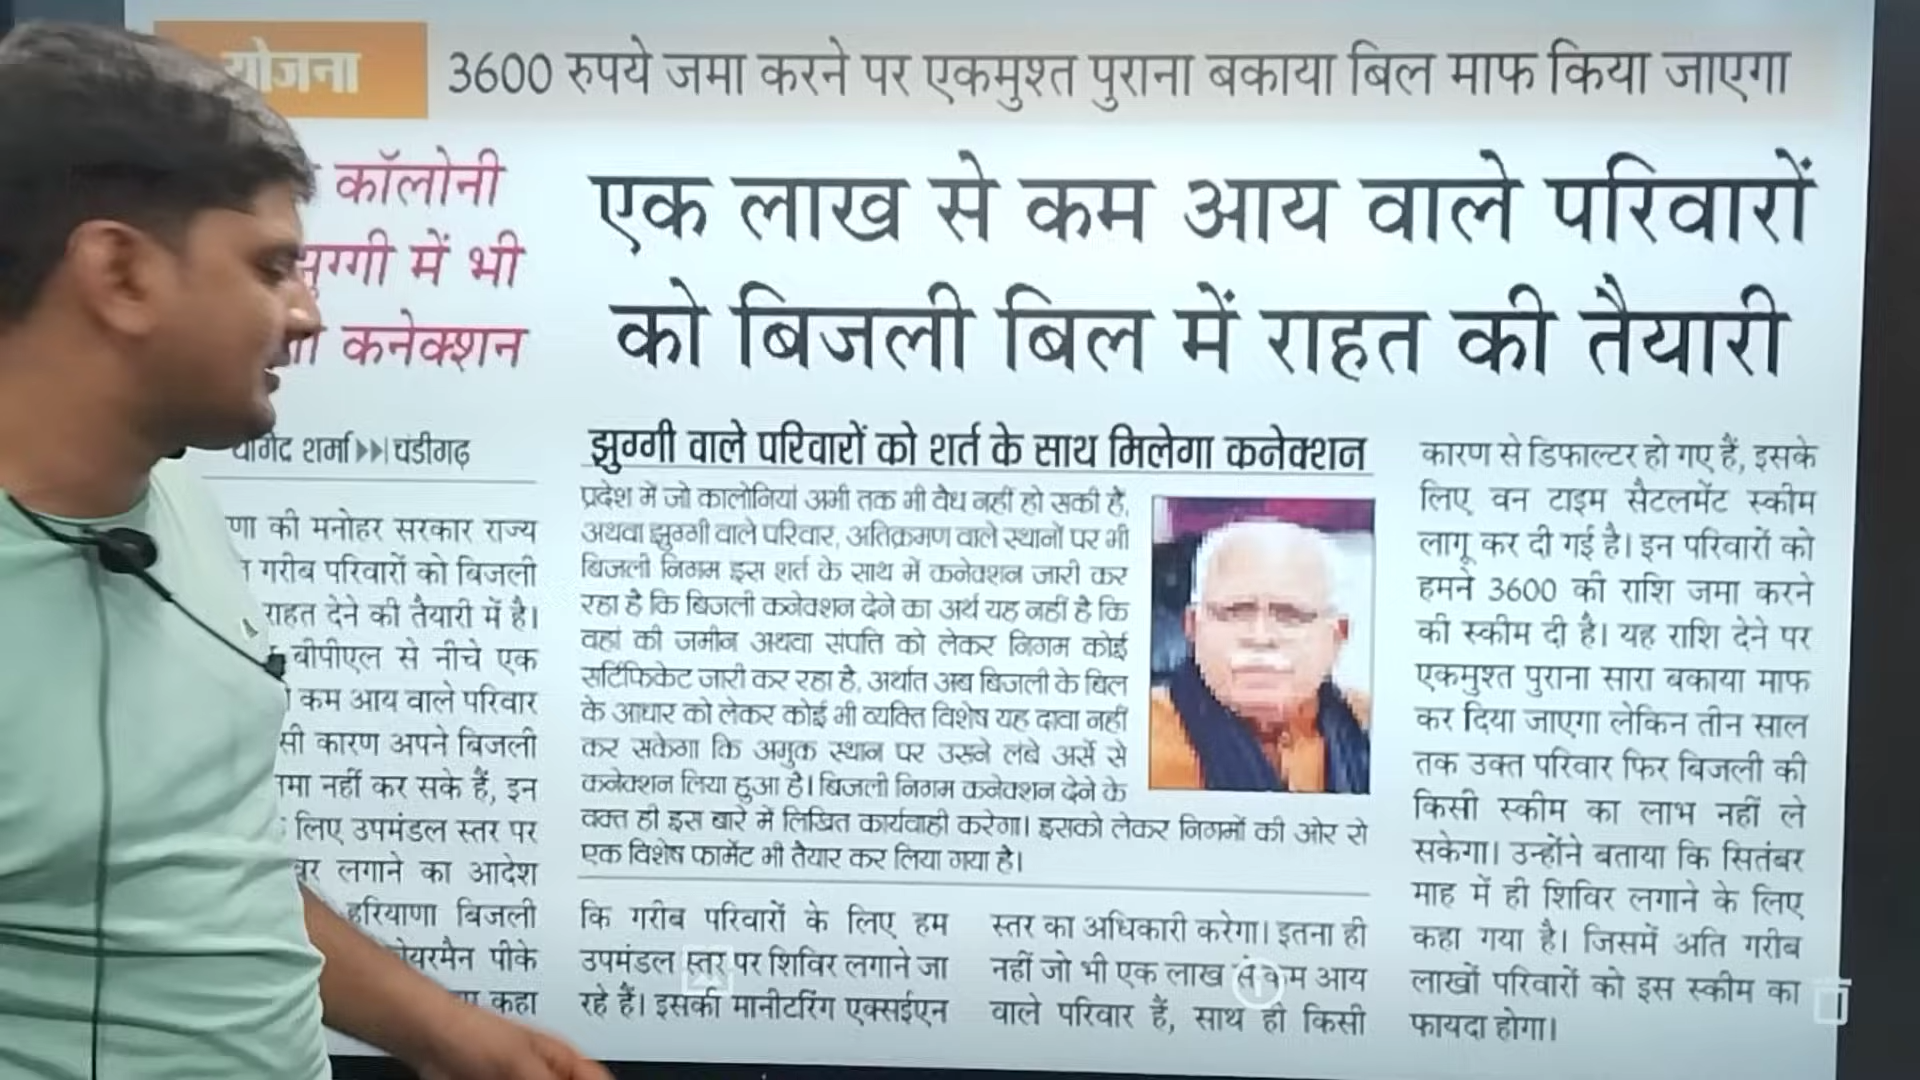 योजना
3600 रुपये जमा करने पर एकमुश्त पुराना बकाया बिल माफ किया जाएगा
कॉलोनी
झुग्गी में भी
कनेक्शन
एक लाख से कम आय वाले परिवारों
को बिजली बिल में राहत की तैयारी
योगेंद्र शर्मा▶▶|चंडीगढ़
की मनोहर सरकार राज्य
गरीब परिवारों को बिजली
राहत देने की तैयारी में है।
बीपीएल से नीचे एक
कम आय वाले परिवार
कारण अपने बिजली
नहीं कर सके हैं, इन
लिए उपमंडल स्तर पर
लगाने का आदेश
हरियाणा बिजली
पीके
कहा
झुग्गी वाले परिवारों को शर्त के साथ मिलेगा कनेक्शन
प्रदेश में जो कालोनियां अभी तक भी वैध नहीं हो सकी है,
अथवा झुग्गी वाले परिवार, अतिक्रमण वाले स्थानों पर भी
बिजली निगम इस शर्त के साथ में कनेक्शन जारी कर
रहा है कि बिजली कनेक्शन देने का अर्थ यह नहीं है कि
वहां की जमीन अथवा संपति को लेकर निगम कोई
सर्टिफिकेट जारी कर रहा है, अर्थात अब बिजली के बिल
के आधार को लेकर कोई भी व्यक्ति विशेष यह दावा नहीं
कर सकेगा कि अमुक स्थान पर उसने लंबे अर्से से
कनेक्शन लिया हुआ है। बिजली निगम कनेक्शन देने के
वक्त ही इस बारे में लिखित कार्यवाही करेगा। इसको लेकर निगमों की ओर से
एक विशेष फार्मेट भी तैयार कर लिया गया है।
कि गरीब परिवारों के लिए हम
उपमंडल स्तर पर शिविर लगाने जा
रहे हैं। इसकी मानीटरिंग एक्सईएन
स्तर का अधिकारी करेगा। इतना ही
नहीं जो भी एक लाख से कम आय
वाले परिवार हैं, साथ ही किसी
कारण से डिफाल्टर हो गए हैं, इसके
लिए वन टाइम सैटलमेंट स्कीम
लागू कर दी गई है। इन परिवारों को
हमने 3600 की राशि जमा करने
की स्कीम दी है। यह राशि देने पर
एकमुश्त पुराना सारा बकाया माफ
कर दिया जाएगा लेकिन तीन साल
तक उक्त परिवार फिर बिजली की
किसी स्कीम का लाभ नहीं ले
सकेगा। उन्होंने बताया कि सितंबर
माह में ही शिविर लगाने के लिए
कहा गया है। जिसमें अति गरीब
लाखों परिवारों को इस स्कीम का
फायदा होगा।